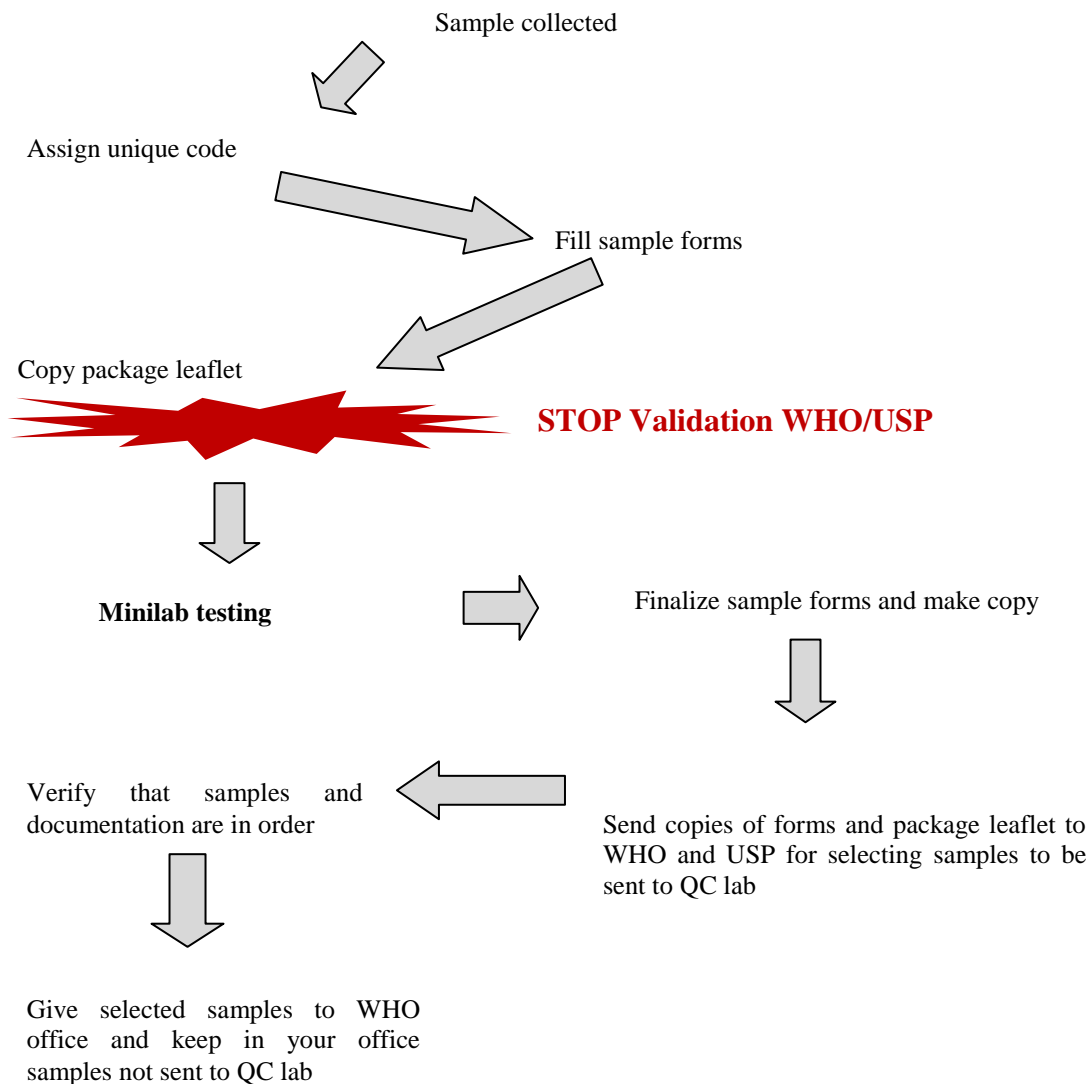 Sample collected
Assign unique code
Fill sample forms
Copy package leaflet
STOP Validation WHO/USP
Minilab testing
Finalize sample forms and make copy
Verify that samples and
documentation are in order
Send copies of forms and package leaflet to
WHO and USP for selecting samples to be
sent to QC lab
Give selected samples to WHO
office and keep in your office
samples not sent to QC lab